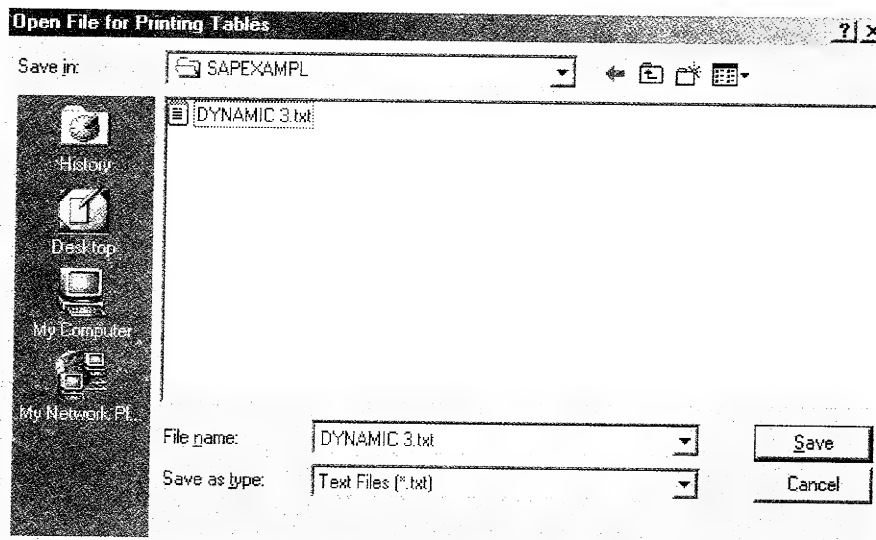 Open File for Printing Tables
Save in:
SAPEXAMPL
DYNAMIC 3.txt
History
Desktop
My Computer
My Network Pl...
File name:
DYNAMIC 3.txt
Save
Save as type:
Text Files (*.txt)
Cancel